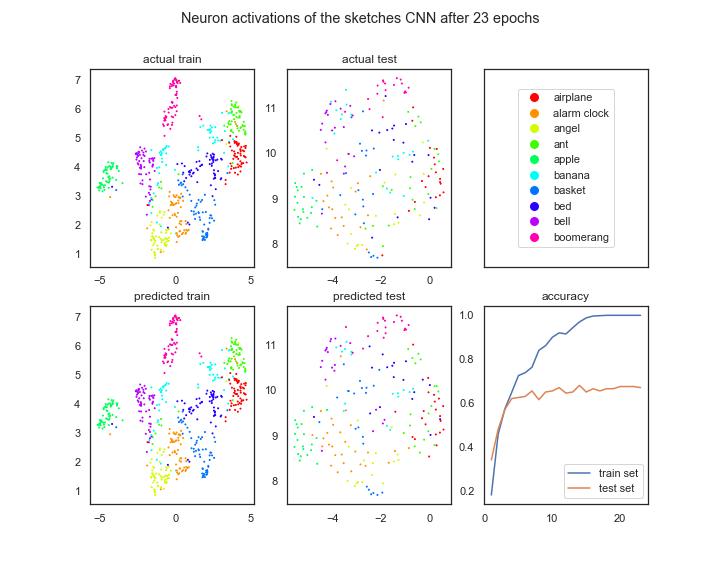 Neuron activations of the sketches CNN after 23 epochs
actual train
7
6
5
4
3
2
1
−5 0 5
actual test
11
10
9
8
−4 −2 0
airplane
alarm clock
angel
ant
apple
banana
basket
bed
bell
boomerang
predicted train
7
6
5
4
3
2
1
−5 0 5
predicted test
11
10
9
8
−4 −2 0
accuracy
1.0
0.8
0.6
0.4
0.2
train set
test set
0 10 20